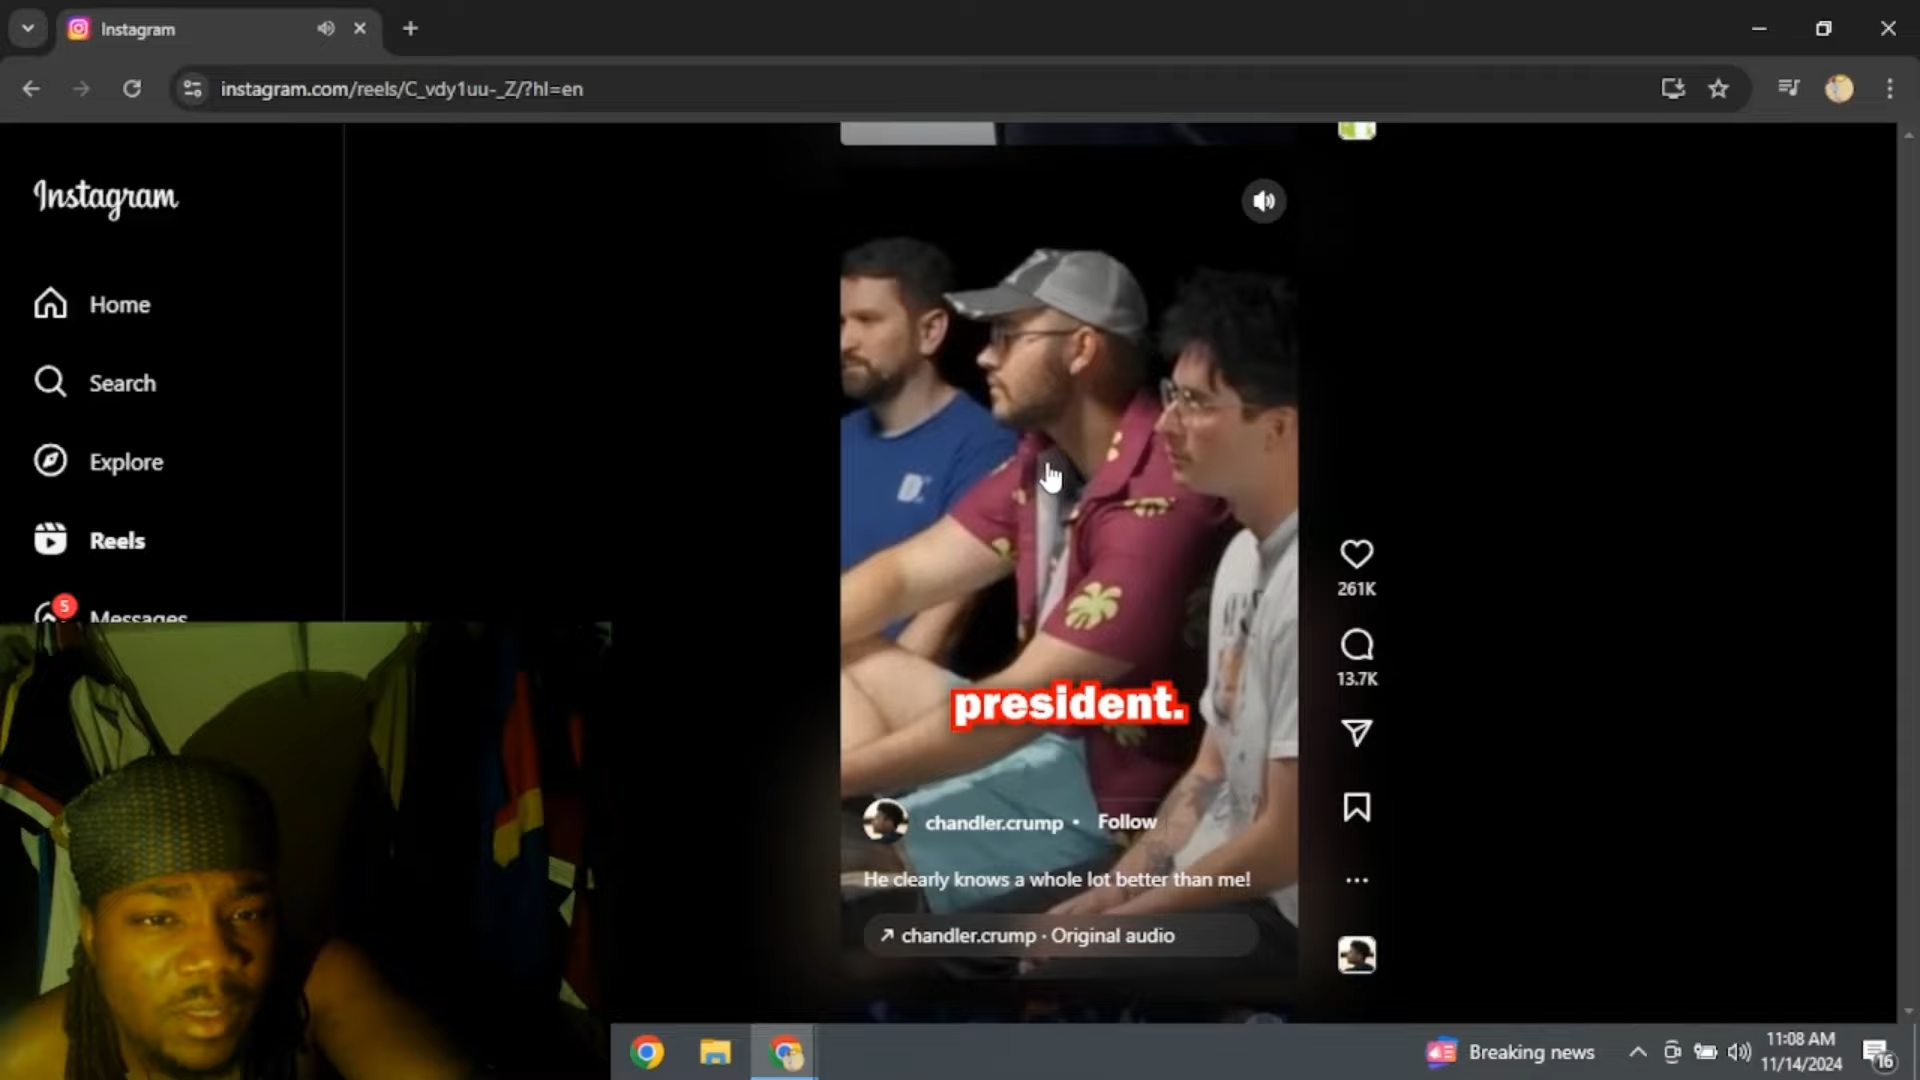 Instagram
instagram.com/reels/C_vdy1uu-_Z/?hl=en
Instagram
Home
Search
Explore
Reels
5
Messages
D
president.
261K
13.7K
chandler.crump • Follow
He clearly knows a whole lot better than me!
chandler.crump · Original audio
Breaking news
11:08 AM
11/14/2024
16